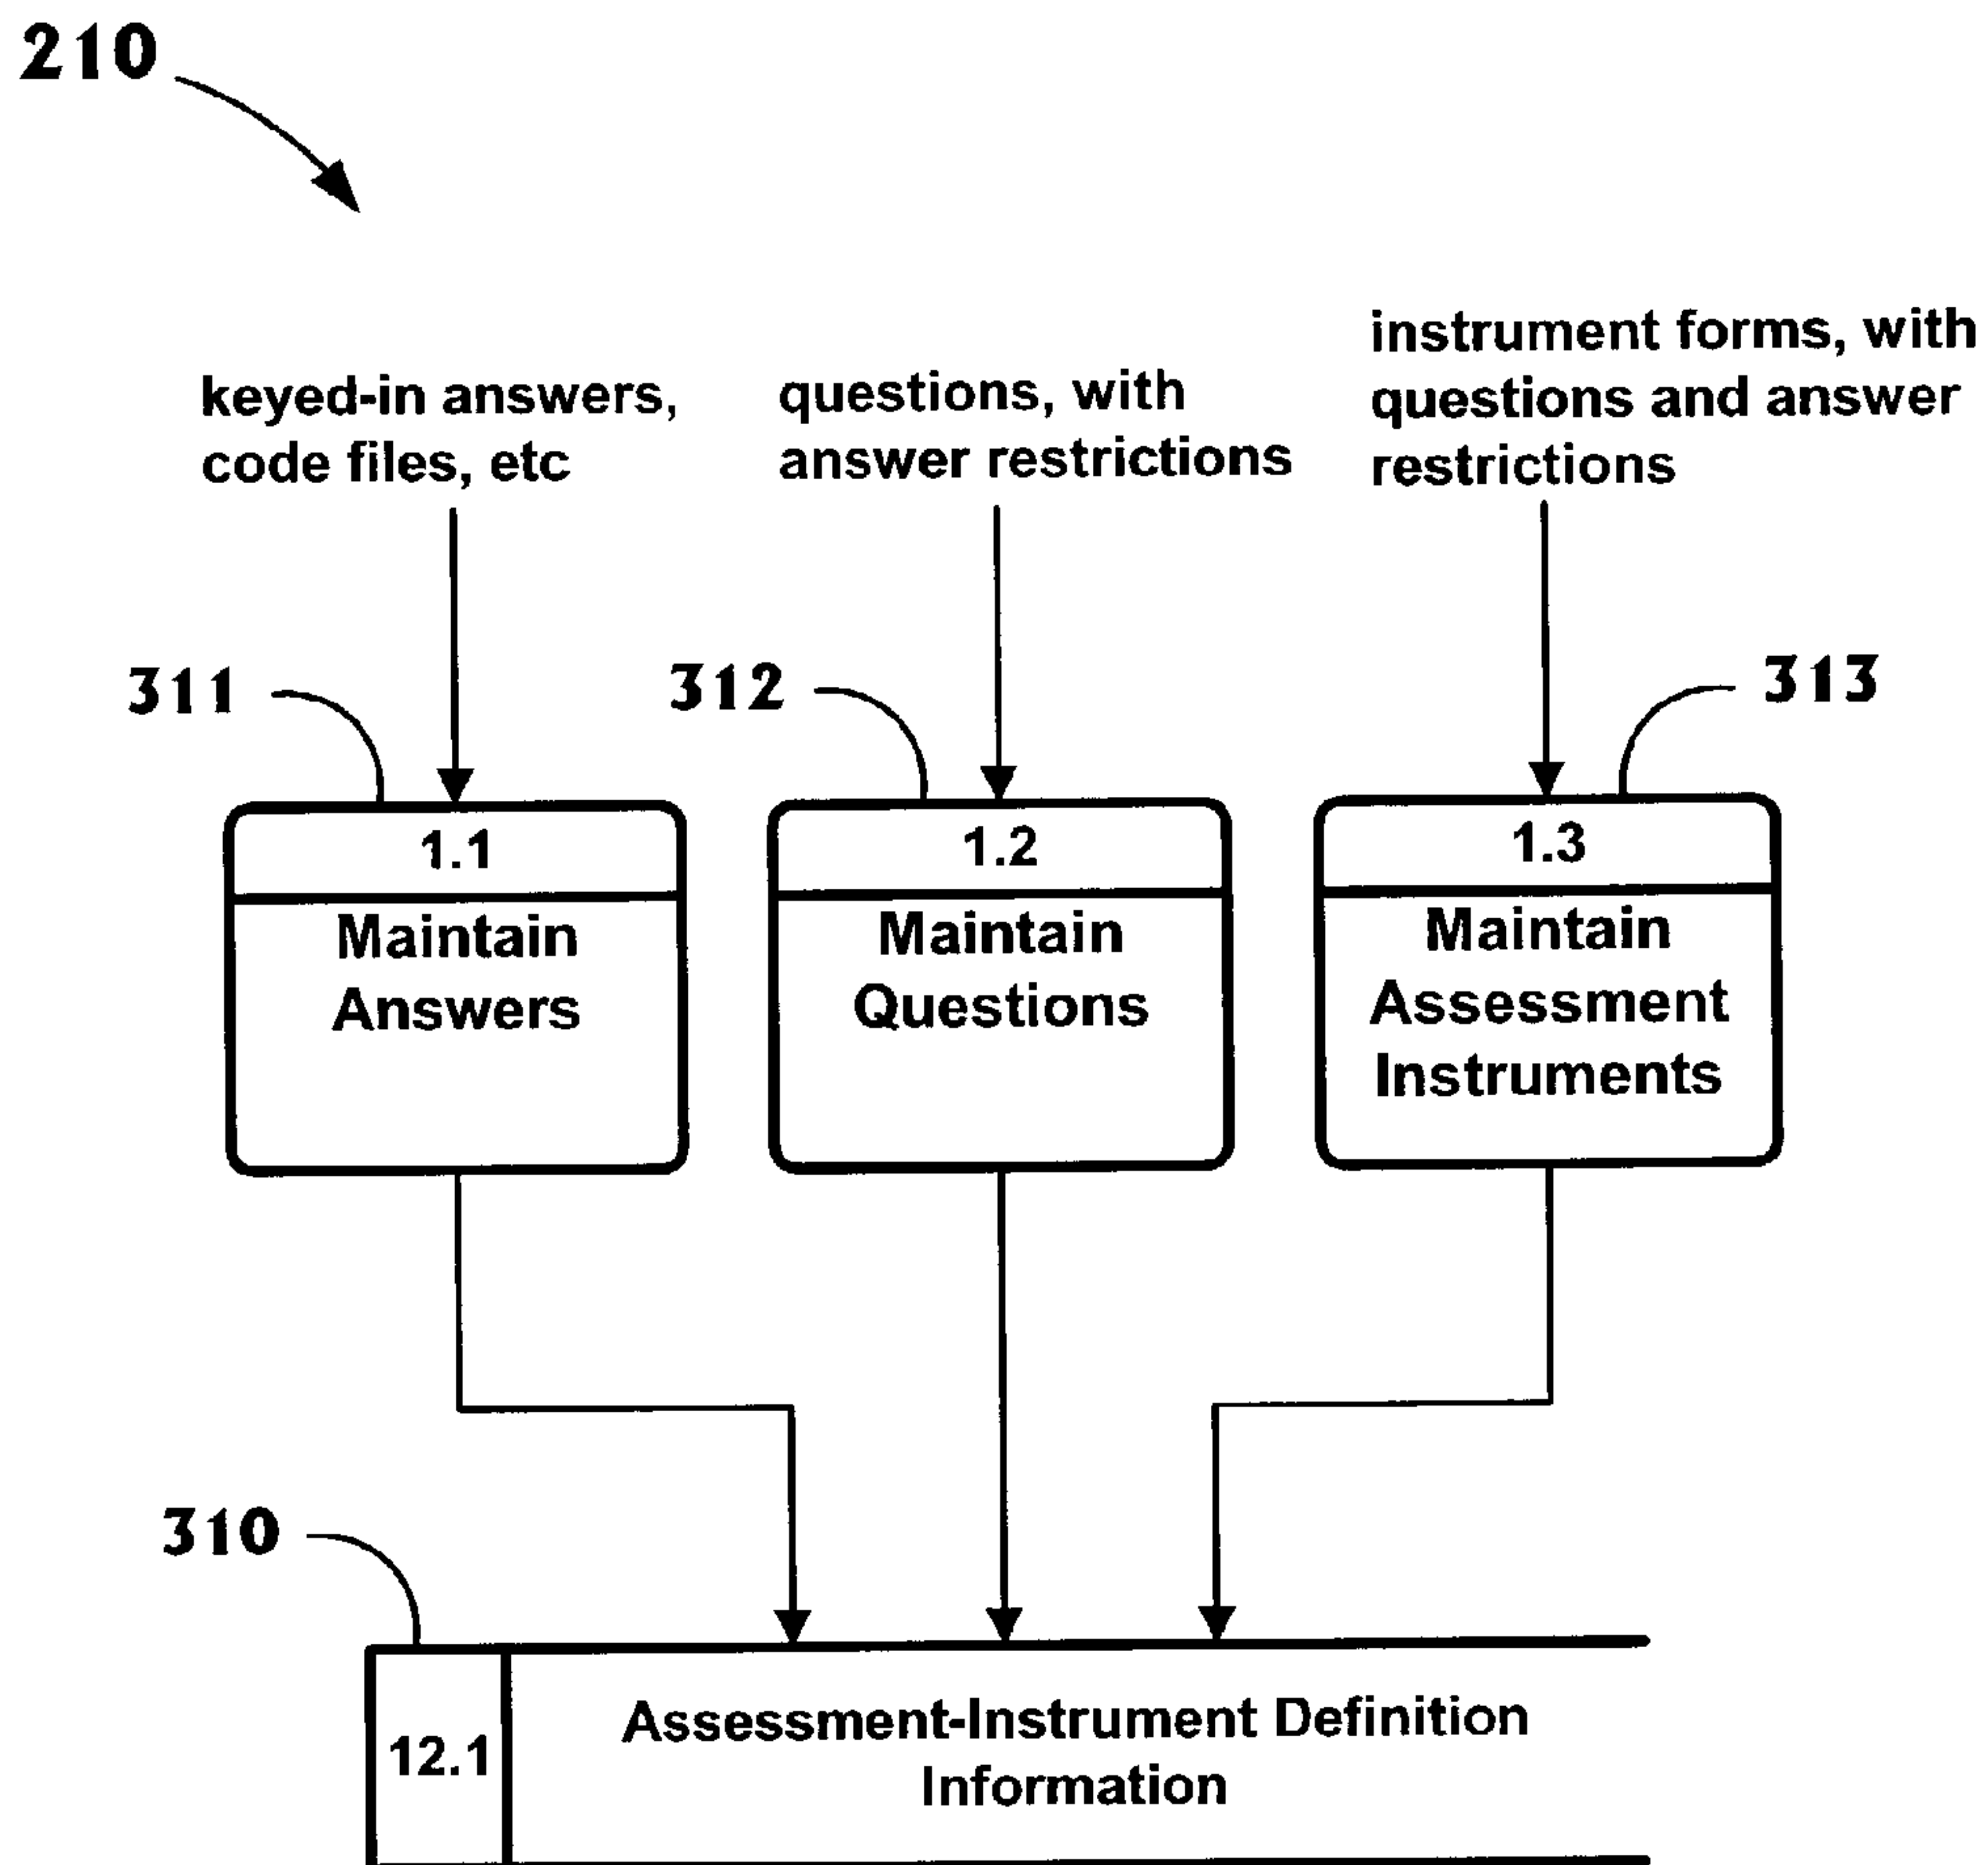 210
keyed-in answers,
code files, etc
questions, with
answer restrictions
instrument forms, with
questions and answer
restrictions
311
312
313
1.1
Maintain
Answers
1.2
Maintain
Questions
1.3
Maintain
Assessment
Instruments
310
12.1
Assessment-Instrument Definition
Information